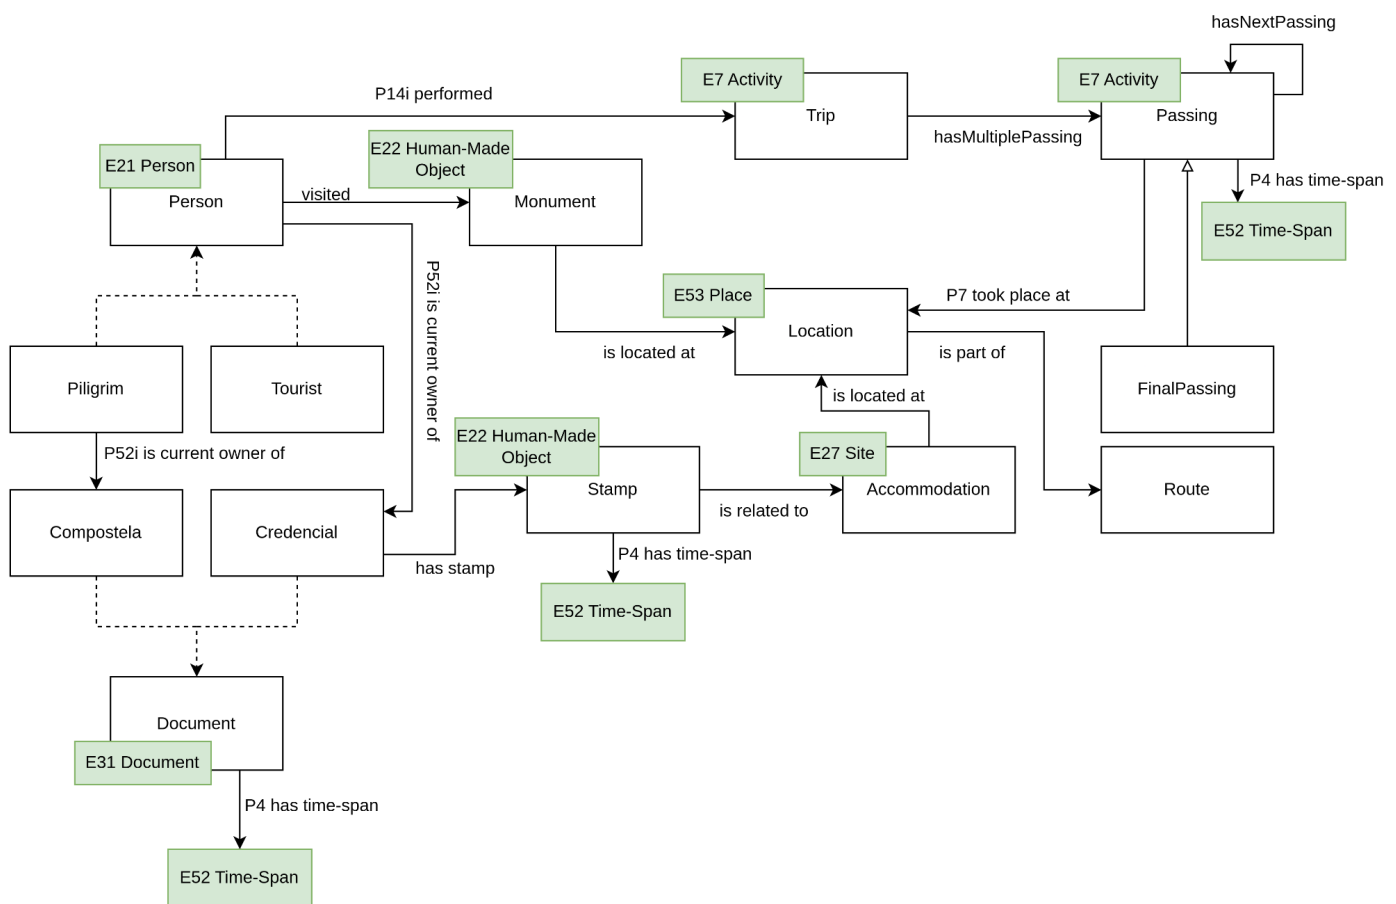 hasNextPassing
E7 Activity
E7 Activity
P14i performed
Trip
Passing
hasMultiplePassing
E22 Human-Made
Object
E21 Person
Person
visited
Monument
P4 has time-span
E52 Time-Span
P52i is current owner of
E53 Place
P7 took place at
Location
is located at
is part of
Piligrim
Tourist
FinalPassing
is located at
P52i is current owner of
E22 Human-Made
Object
E27 Site
Stamp
Accommodation
Route
is related to
Compostela
Credencial
has stamp
P4 has time-span
E52 Time-Span
Document
E31 Document
P4 has time-span
E52 Time-Span